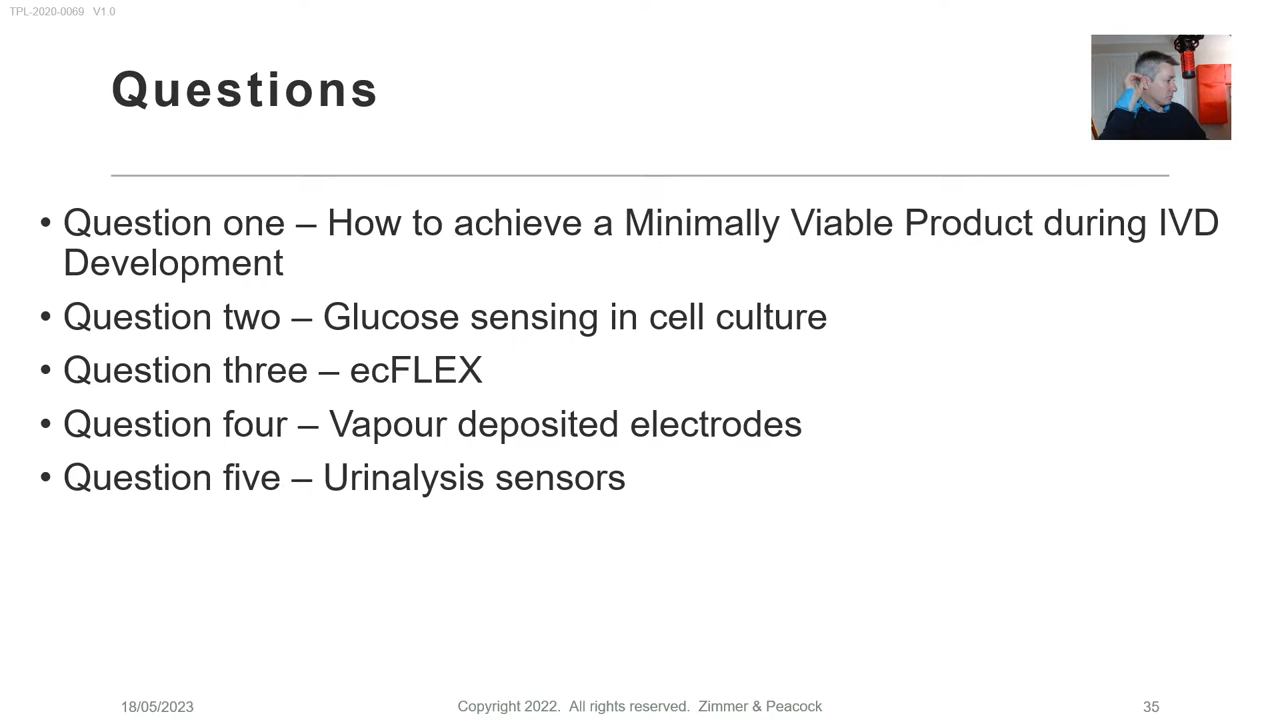 TPL-2020-0069 V1.0
Questions
• Question one – How to achieve a Minimally Viable Product during IVD
Development
• Question two – Glucose sensing in cell culture
• Question three – ecFLEX
• Question four – Vapour deposited electrodes
• Question five – Urinalysis sensors
18/05/2023
Copyright 2022. All rights reserved. Zimmer & Peacock
35